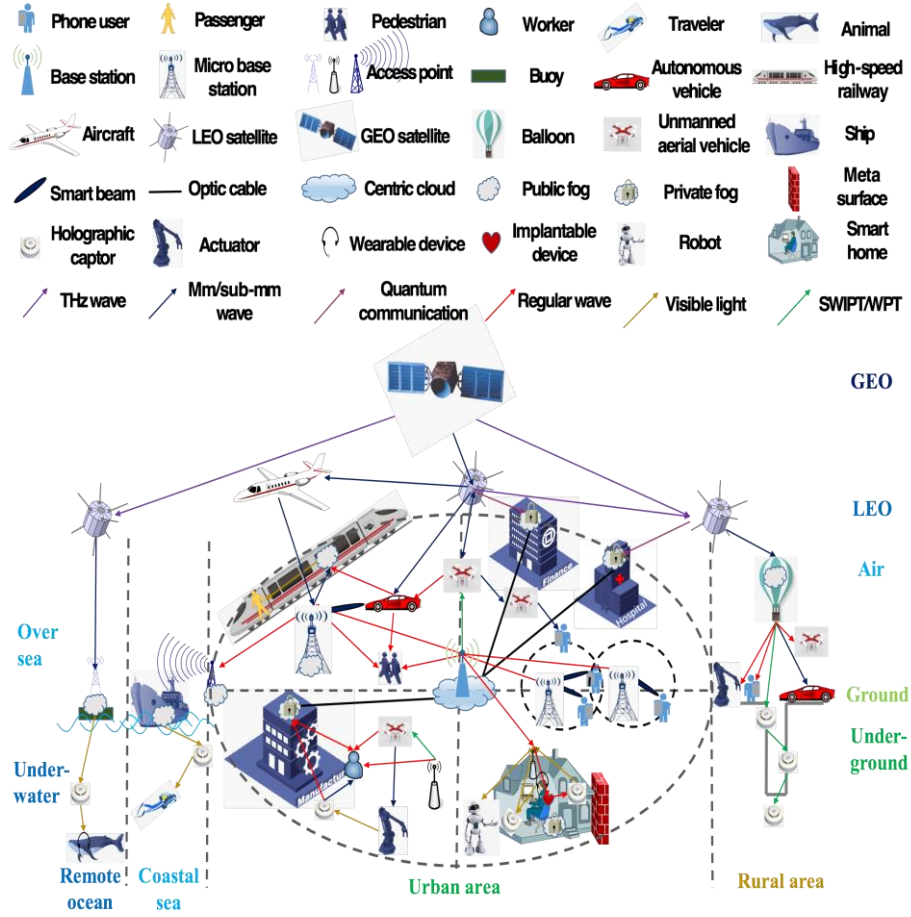 Phone user
Passenger
Pedestrian
Worker
Traveler
Animal
Base station
Micro base
station
Access point
Buoy
Autonomous
vehicle
High-speed
railway
Aircraft
LEO satellite
GEO satellite
Balloon
Unmanned
aerial vehicle
Ship
Smart beam
Optic cable
Centric cloud
Public fog
Private fog
Meta
surface
Holographic
captor
Actuator
Wearable device
Implantable
device
Robot
Smart
home
THz wave
Mm/sub-mm
wave
Quantum
communication
Regular wave
Visible light
SWIPT/WPT
GEO
LEO
Air
Finance
Hospital
Over
sea
Ground
Under-
ground
Under-
water
Manufactur
Remote
ocean
Coastal
sea
Urban area
Rural area